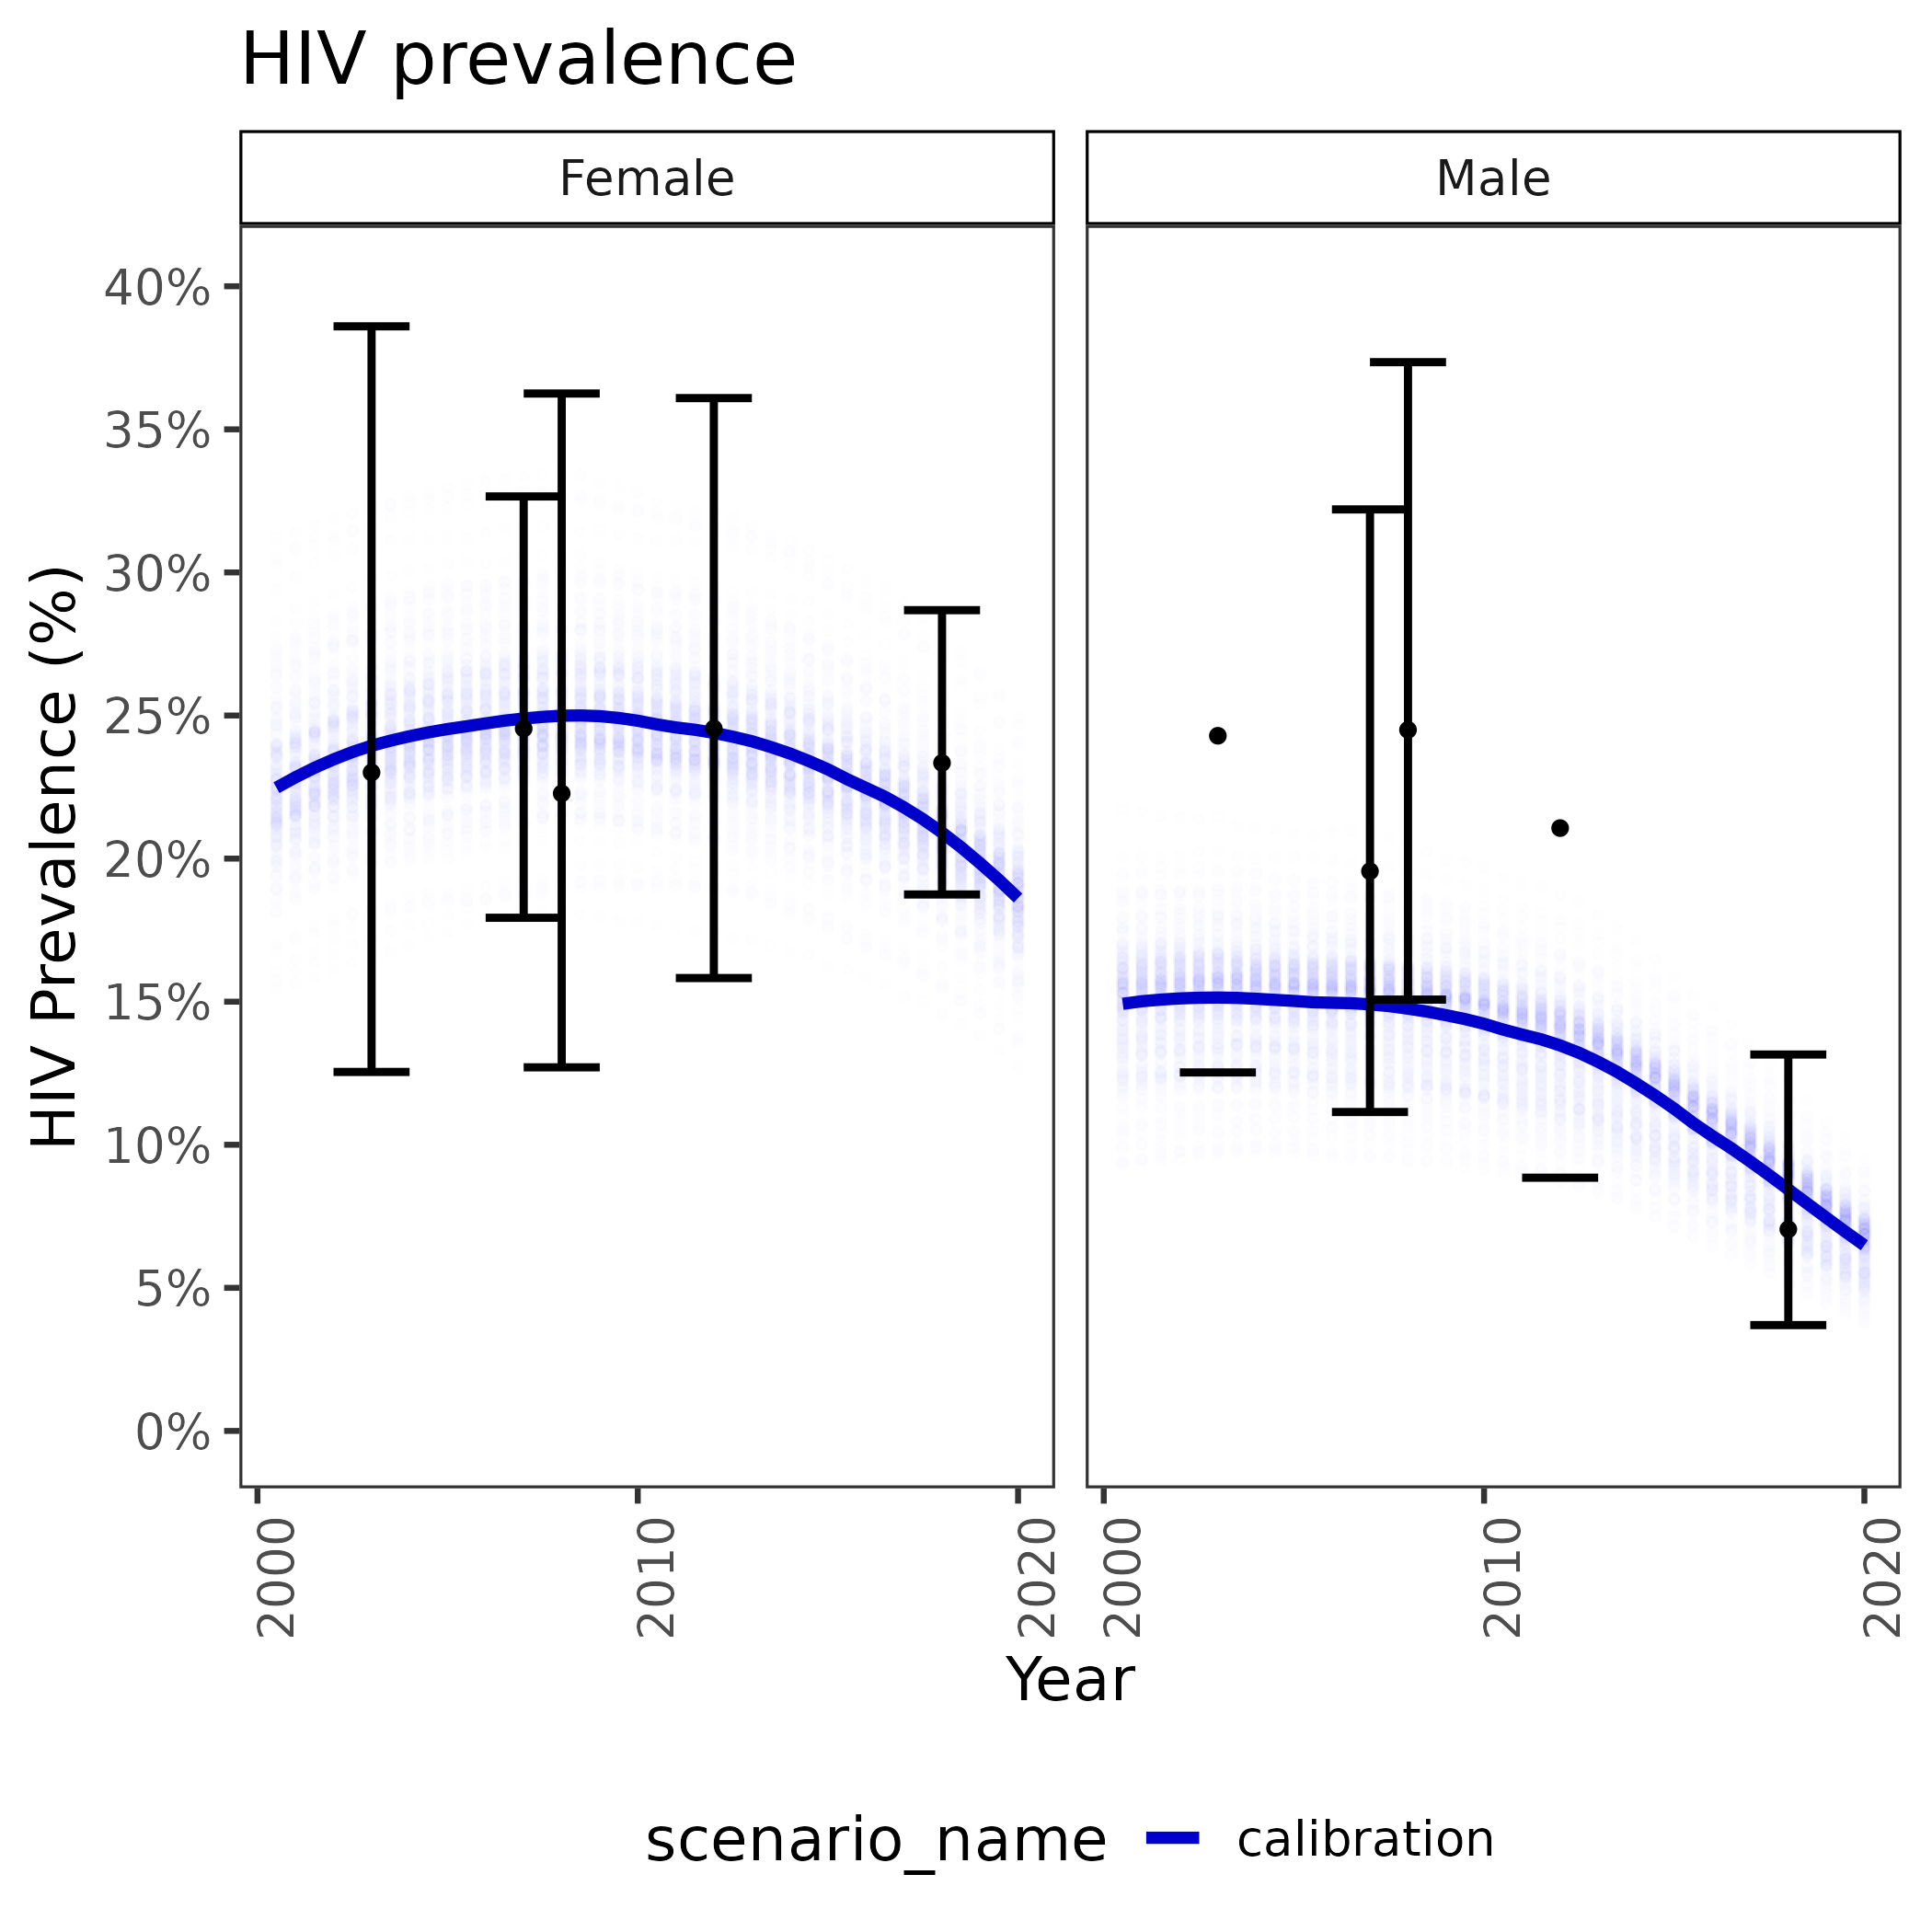 HIV prevalence
Female
Male
HIV Prevalence (%)
40%
35%
30%
25%
20%
15%
10%
5%
0%
2000
2010
2020
2000
2010
2020
Year
scenario_name calibration